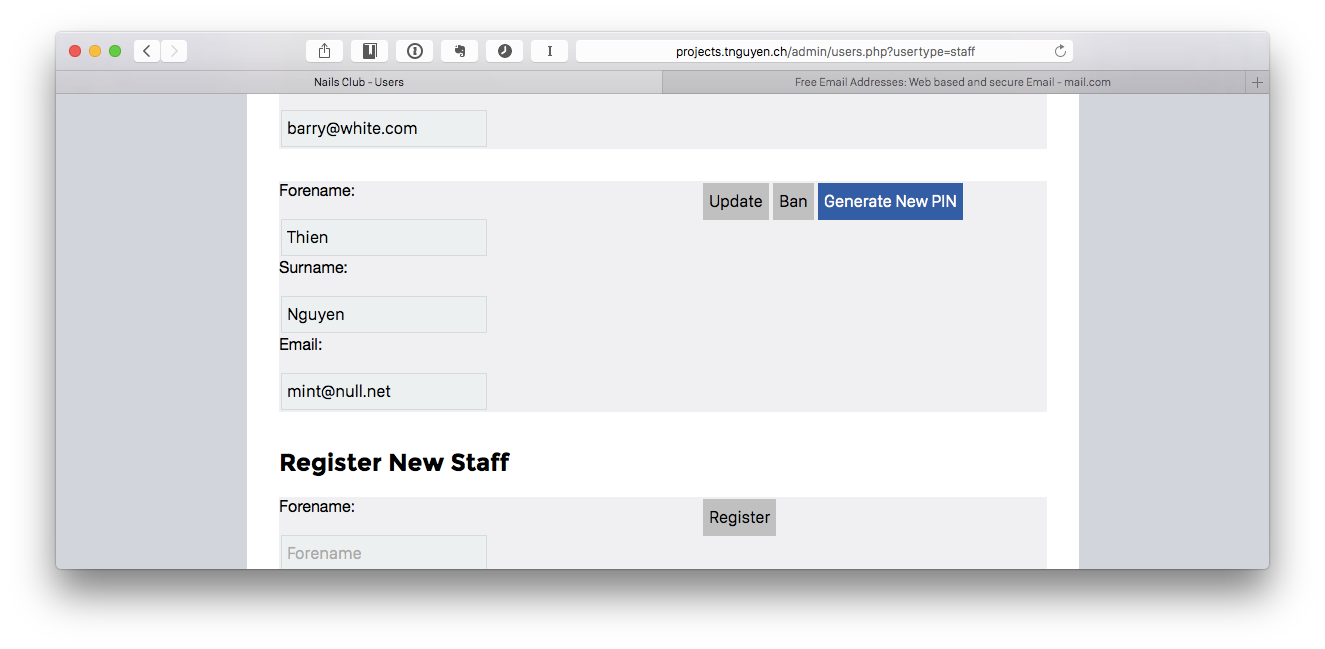 projects.tnguyen.ch/admin/users.php?usertype=staff
Nails Club - Users
Free Email Addresses: Web based and secure Email - mail.com
barry@white.com
Forename:
Update Ban Generate New PIN
Thien
Surname:
Nguyen
Email:
mint@null.net
Register New Staff
Forename:
Register
Forename